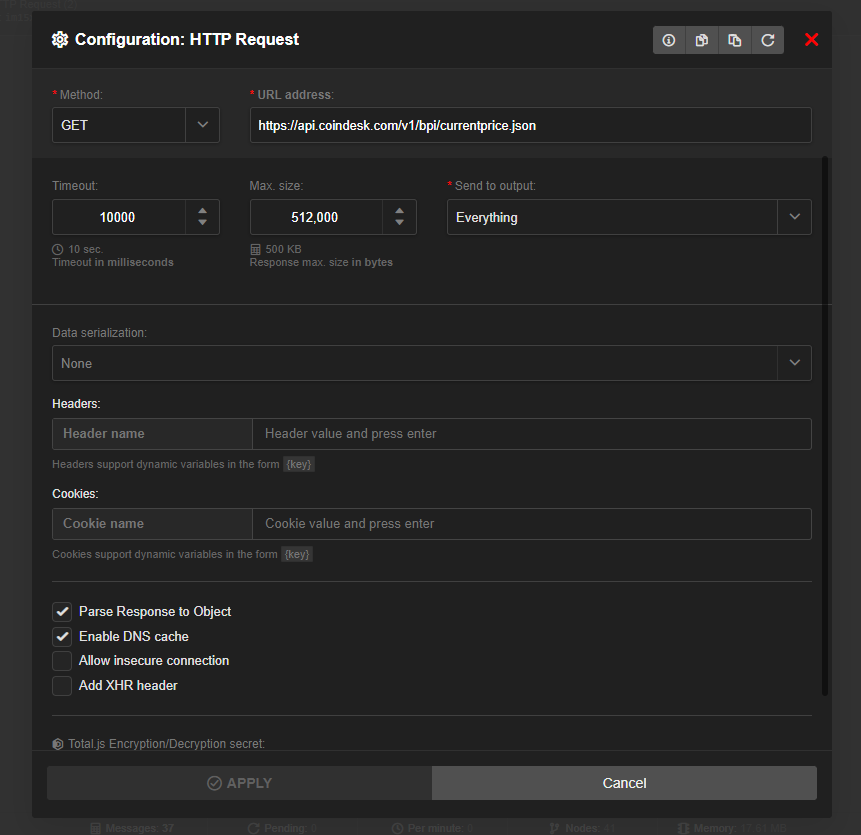 Configuration: HTTP Request
* Method:
* URL address:
GET
https://api.coindesk.com/v1/bpi/currentprice.json
Timeout:
Max. size:
* Send to output:
10000
512,000
Everything
10 sec.
Timeout in milliseconds
500 KB
Response max. size in bytes
Data serialization:
None
Headers:
Header name
Header value and press enter
Headers support dynamic variables in the form {key}
Cookies:
Cookie name
Cookie value and press enter
Cookies support dynamic variables in the form {key}
Parse Response to Object
Enable DNS cache
Allow insecure connection
Add XHR header
Total.js Encryption/Decryption secret:
APPLY
Cancel
Messages: 37
Pending: 0
Per minute: 0
Nodes:
Memory: